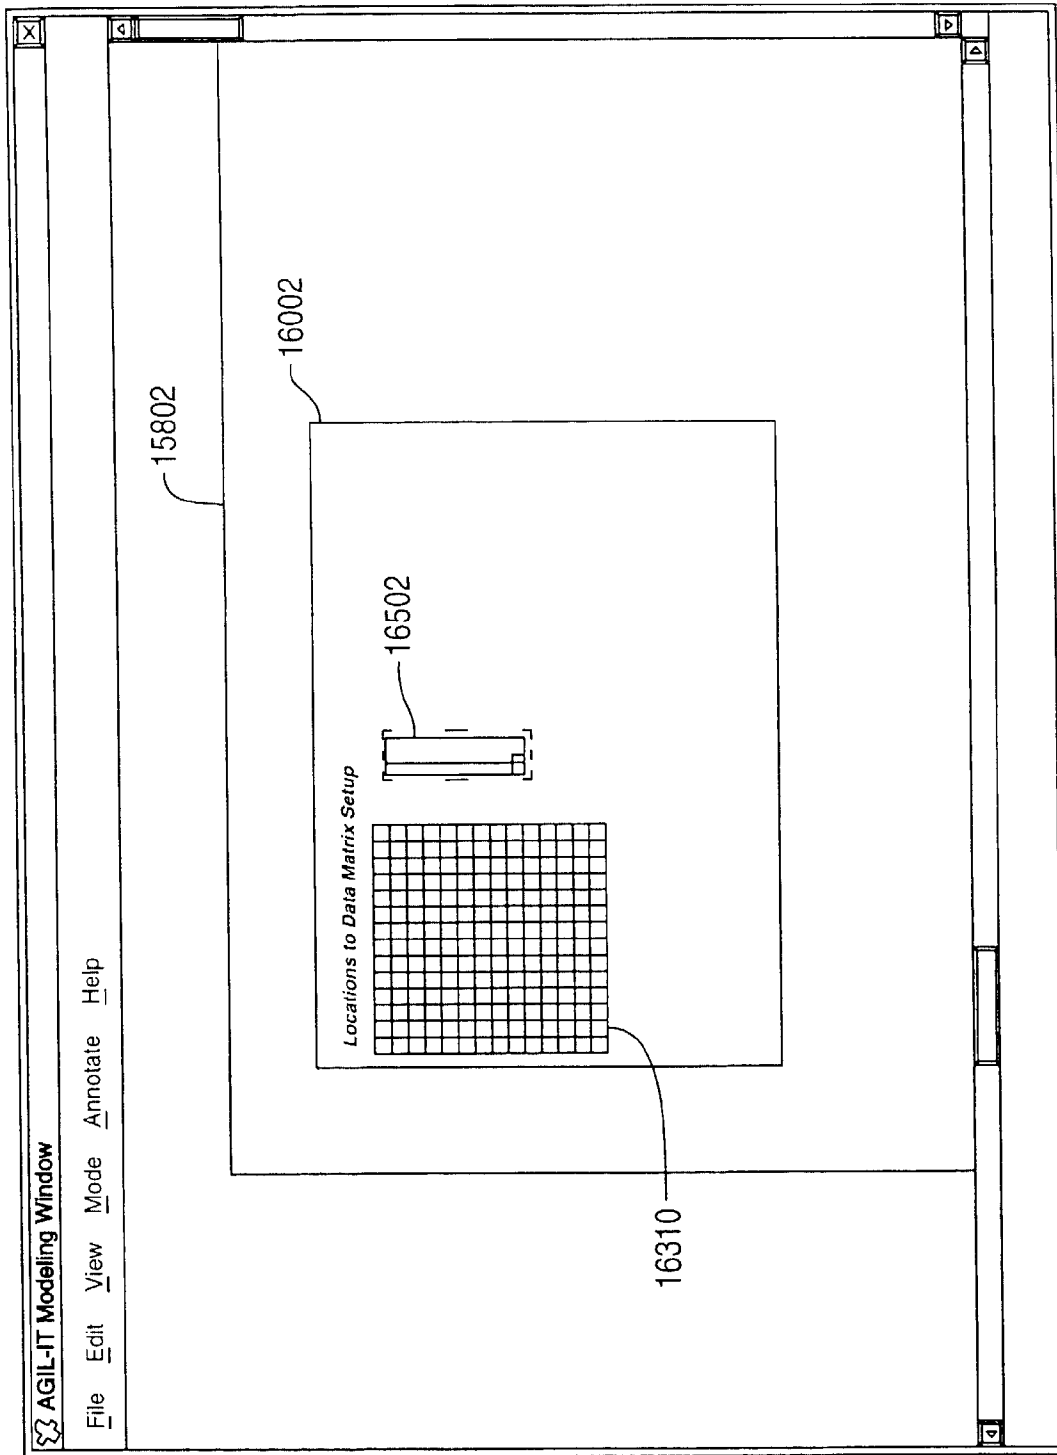 AGIL-IT Modeling Window
File Edit View Mode Annotate Help
15802
16002
Locations to Data Matrix Setup
16502
16310